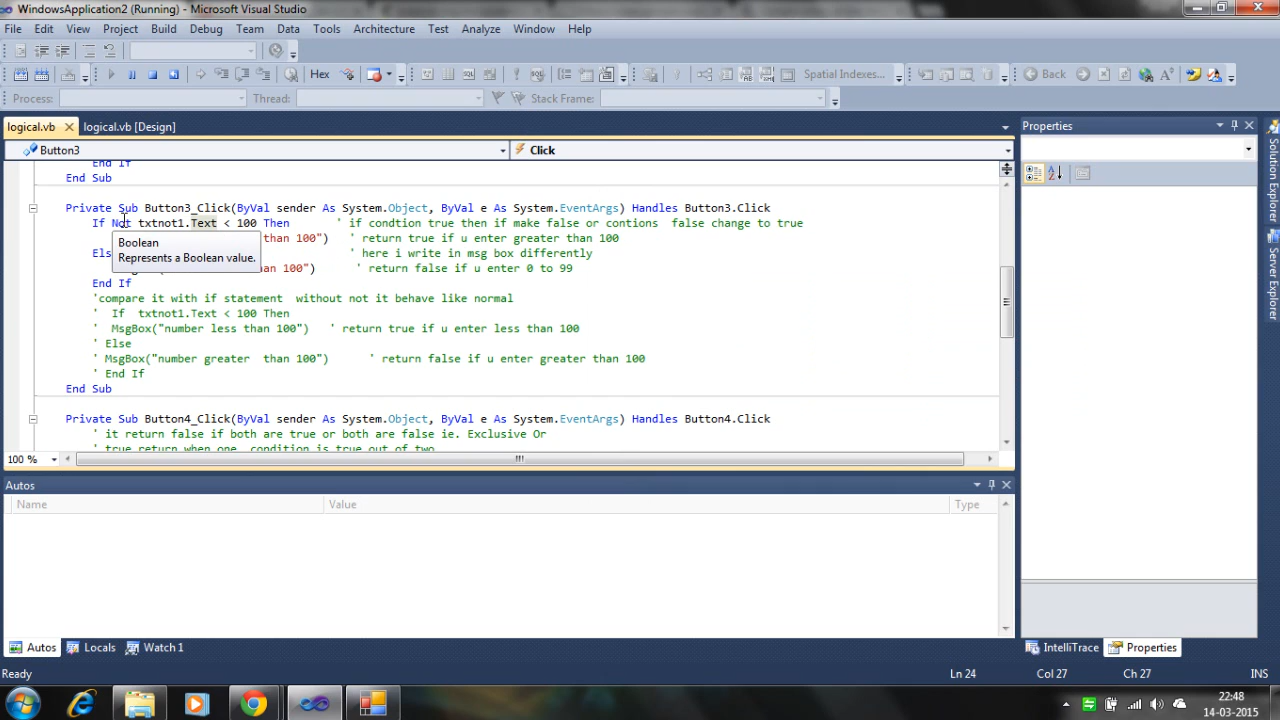 WindowsApplication2 (Running) - Microsoft Visual Studio
File Edit View Project Build Debug Team Data Tools Architecture Test Analyze Window Help
Hex Spatial Indexes... Back
Process: Thread: Stack Frame:
logical.vb logical.vb [Design]
Button3 Click
End If
End Sub
Private Sub Button3_Click(ByVal sender As System.Object, ByVal e As System.EventArgs) Handles Button3.Click
If Not txtnot1.Text < 100 Then ' if condtion true then if make false or contions false change to true
than 100") ' return true if u enter greater than 100
Boolean
Represents a Boolean value.
Els ' here i write in msg box differently
an 100") ' return false if u enter 0 to 99
End If
'compare it with if statement without not it behave like normal
' If txtnot1.Text < 100 Then
' MsgBox("number less than 100") ' return true if u enter less than 100
' Else
' MsgBox("number greater than 100") ' return false if u enter greater than 100
' End If
End Sub
Private Sub Button4_Click(ByVal sender As System.Object, ByVal e As System.EventArgs) Handles Button4.Click
' it return false if both are true or both are false ie. Exclusive Or
' true return when one condition is true out of two
100 %
Autos
Name Value Type
Autos Locals Watch 1
Properties
Solution Explorer
Server Explorer
IntelliTrace Properties
Ready Ln 24 Col 27 Ch 27 INS
22:48
14-03-2015